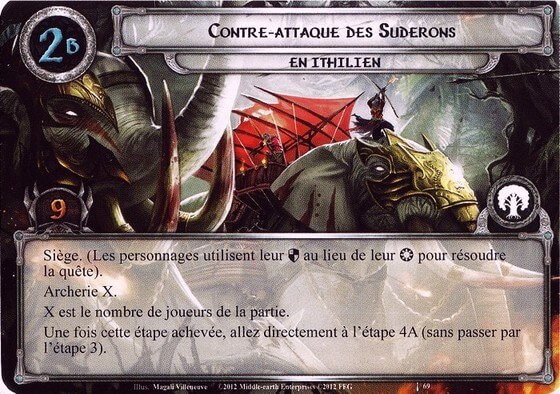 2B
CONTRE-ATTAQUE DES SUDERONS
EN ITHILIEN
9
Siège. (Les personnages utilisent leur au lieu de leur pour résoudre
la quête).
Archerie X.
X est le nombre de joueurs de la partie.
Une fois cette étape achevée, allez directement à l'étape 4A (sans passer par
l'étape 3).
Illus. Magali Villeneuve ©2012 Middle-earth Enterprises ©2012 FFG 69